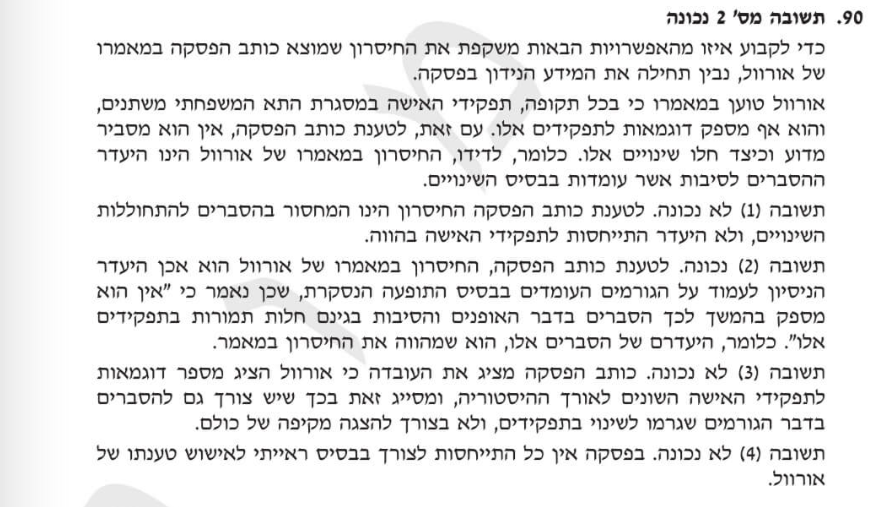 90. תשובה מס' 2 נכונה
כדי לקבוע איזו מהאפשרויות הבאות משקפת את החיסרון שמוצא כותב הפסקה במאמרו
של אורוול, נבין תחילה את המידע הנידון בפסקה.
אורוול טוען במאמרו כי בכל תקופה, תפקידי האישה במסגרת התא המשפחתי משתנים,
והוא אף מספק דוגמאות לתפקידים אלו. עם זאת, לטענת כותב הפסקה, אין הוא מסביר
מדוע וכיצד חלו שינויים אלו. כלומר, לדידו, החיסרון במאמרו של אורוול הינו היעדר
ההסברים לסיבות אשר עומדות בבסיס השינויים.
תשובה (1) לא נכונה. לטענת כותב הפסקה החיסרון הינו המחסור בהסברים להתחוללות
השינויים, ולא היעדר התייחסות לתפקידי האישה בהווה.
תשובה (2) נכונה. לטענת כותב הפסקה, החיסרון במאמרו של אורוול הוא אכן היעדר
הניסיון לעמוד על הגורמים העומדים בבסיס התופעה הנסקרת, שכן נאמר כי "אין הוא
מספק בהמשך לכך הסברים בדבר האופנים והסיבות בגינם חלות תמורות בתפקידים
אלו". כלומר, היעדרם של הסברים אלו, הוא שמהווה את החיסרון במאמר.
תשובה (3) לא נכונה. כותב הפסקה מציג את העובדה כי אורוול הציג מספר דוגמאות
לתפקידי האישה השונים לאורך ההיסטוריה, ומסייג זאת בכך שיש צורך גם להסברים
בדבר הגורמים שגרמו לשינוי בתפקידים, ולא בצורך להצגה מקיפה של כולם.
תשובה (4) לא נכונה. בפסקה אין כל התייחסות לצורך בבסיס ראייתי לאישוש טענתו של
אורוול.